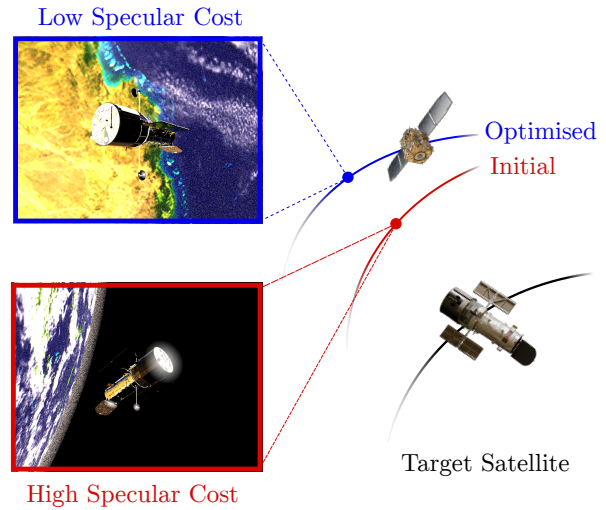 Low Specular Cost
Optimised
Initial
Target Satellite
High Specular Cost